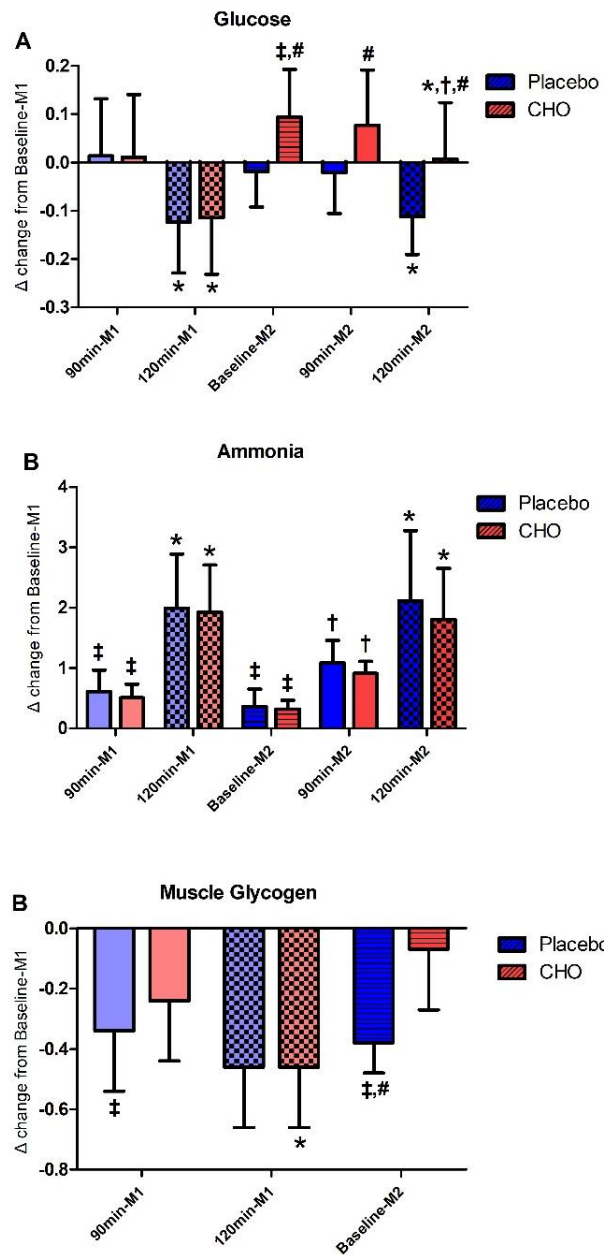 Glucose
A
Δ change from Baseline-M1
0.2
0.1
0.0
-0.1
-0.2
-0.3
‡,#
#
*,†,#
*
*
*
Placebo
CHO
90min-M1
120min-M1
Baseline-M2
90min-M2
120min-M2
B
Ammonia
Δ change from Baseline-M1
4
3
2
1
0
‡
‡
*
*
‡
‡
†
†
*
*
Placebo
CHO
90min-M1
120min-M1
Baseline-M2
90min-M2
120min-M2
B
Muscle Glycogen
Δ change from Baseline-M1
0.0
-0.2
-0.4
-0.6
-0.8
‡
*
‡,#
Placebo
CHO
90min-M1
120min-M1
Baseline-M2